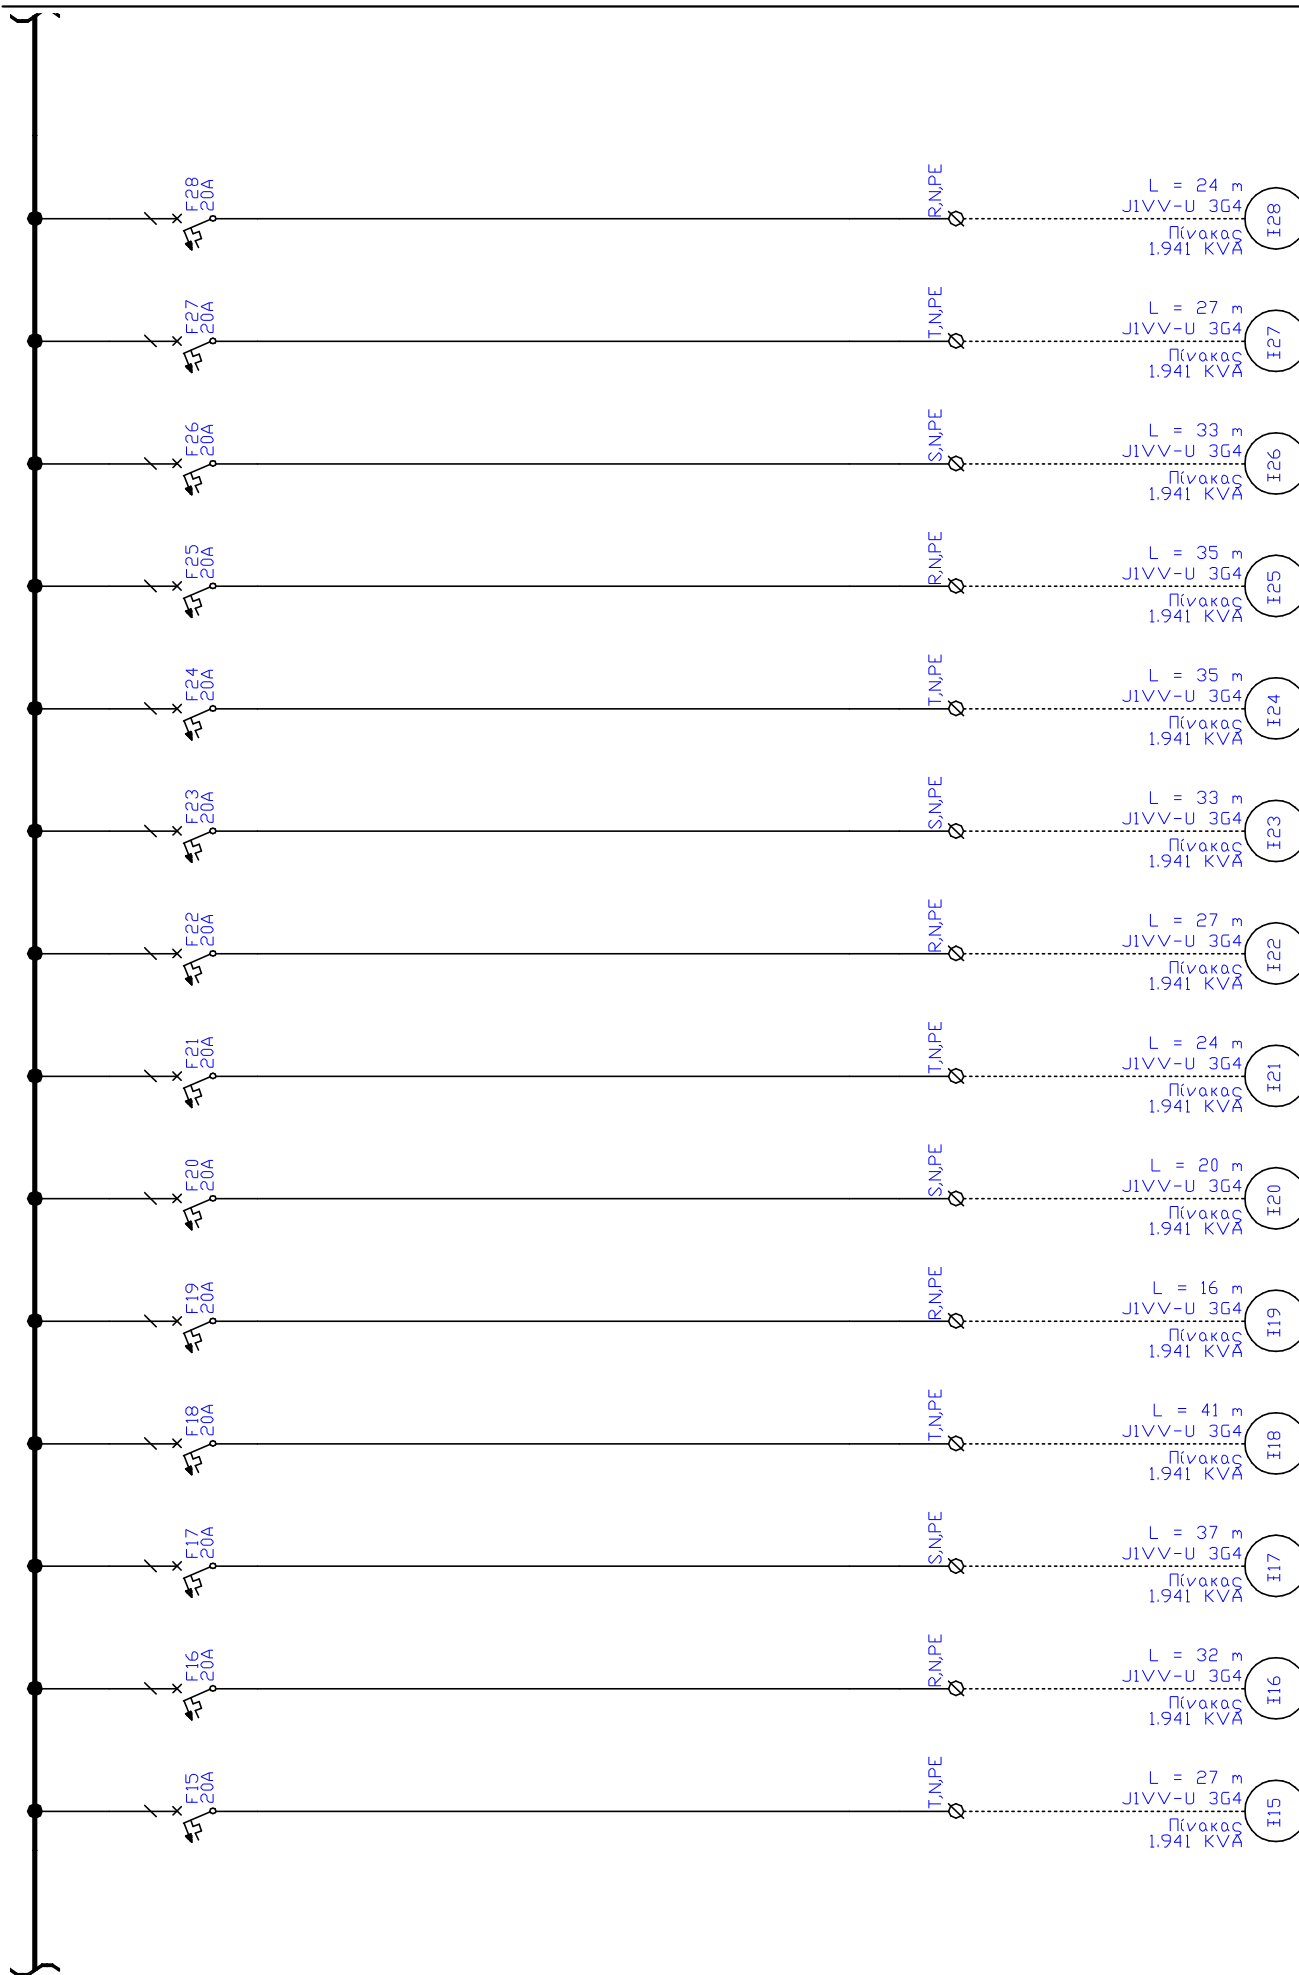 F28
20A
R,N,PE
L = 24 m
J1VV-U 3G4
Πίνακας
1.941 KVA
I28
F27
20A
T,N,PE
L = 27 m
J1VV-U 3G4
Πίνακας
1.941 KVA
I27
F26
20A
S,N,PE
L = 33 m
J1VV-U 3G4
Πίνακας
1.941 KVA
I26
F25
20A
R,N,PE
L = 35 m
J1VV-U 3G4
Πίνακας
1.941 KVA
I25
F24
20A
T,N,PE
L = 35 m
J1VV-U 3G4
Πίνακας
1.941 KVA
I24
F23
20A
S,N,PE
L = 33 m
J1VV-U 3G4
Πίνακας
1.941 KVA
I23
F22
20A
R,N,PE
L = 27 m
J1VV-U 3G4
Πίνακας
1.941 KVA
I22
F21
20A
T,N,PE
L = 24 m
J1VV-U 3G4
Πίνακας
1.941 KVA
I21
F20
20A
S,N,PE
L = 20 m
J1VV-U 3G4
Πίνακας
1.941 KVA
I20
F19
20A
R,N,PE
L = 16 m
J1VV-U 3G4
Πίνακας
1.941 KVA
I19
F18
20A
T,N,PE
L = 41 m
J1VV-U 3G4
Πίνακας
1.941 KVA
I18
F17
20A
S,N,PE
L = 37 m
J1VV-U 3G4
Πίνακας
1.941 KVA
I17
F16
20A
R,N,PE
L = 32 m
J1VV-U 3G4
Πίνακας
1.941 KVA
I16
F15
20A
T,N,PE
L = 27 m
J1VV-U 3G4
Πίνακας
1.941 KVA
I15